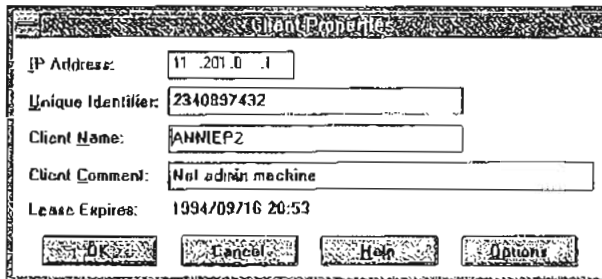 Client Properties
IP Address: 11 .201 .0 .1
Unique Identifier: 2340897432
Client Name: ANNIEP2
Client Comment: Not admin machine
Lease Expires: 1994/09/16 20:53
OK Cancel Help Options